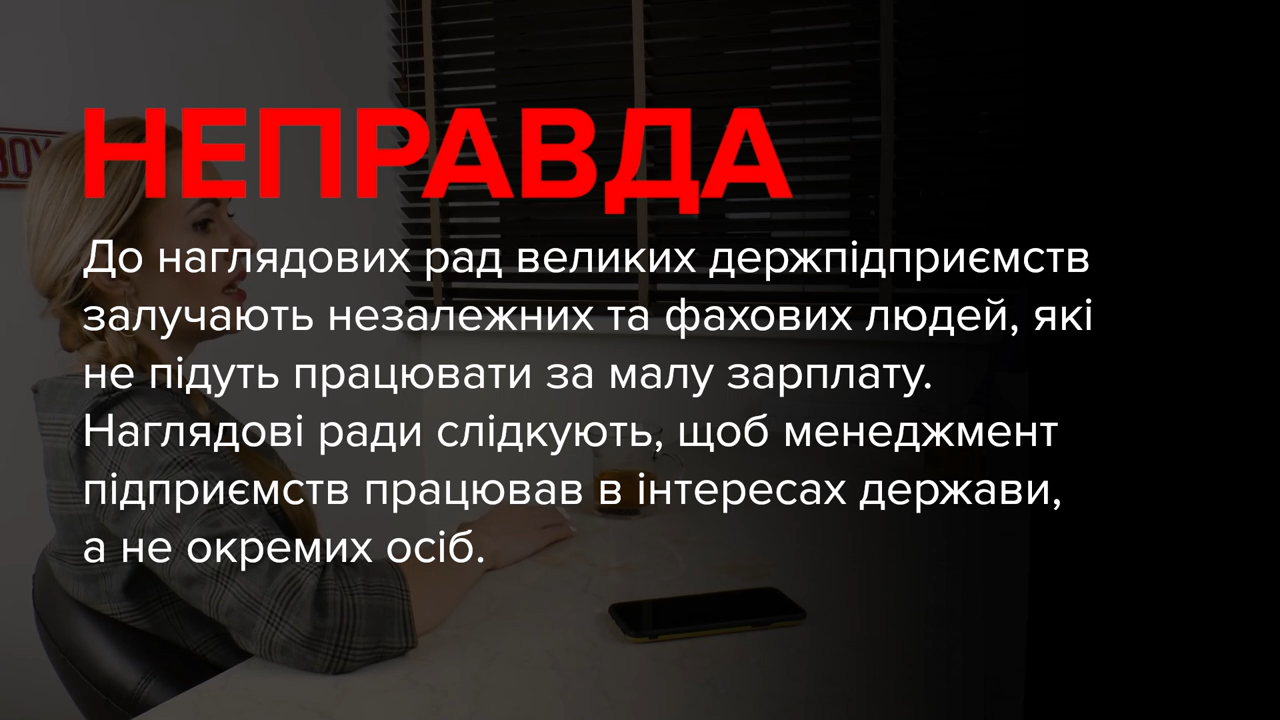 НЕПРАВДА
До наглядових рад великих держпідприємств
залучають незалежних та фахових людей, які
не підуть працювати за малу зарплату.
Наглядові ради слідкують, щоб менеджмент
підприємств працював в інтересах держави,
а не окремих осіб.